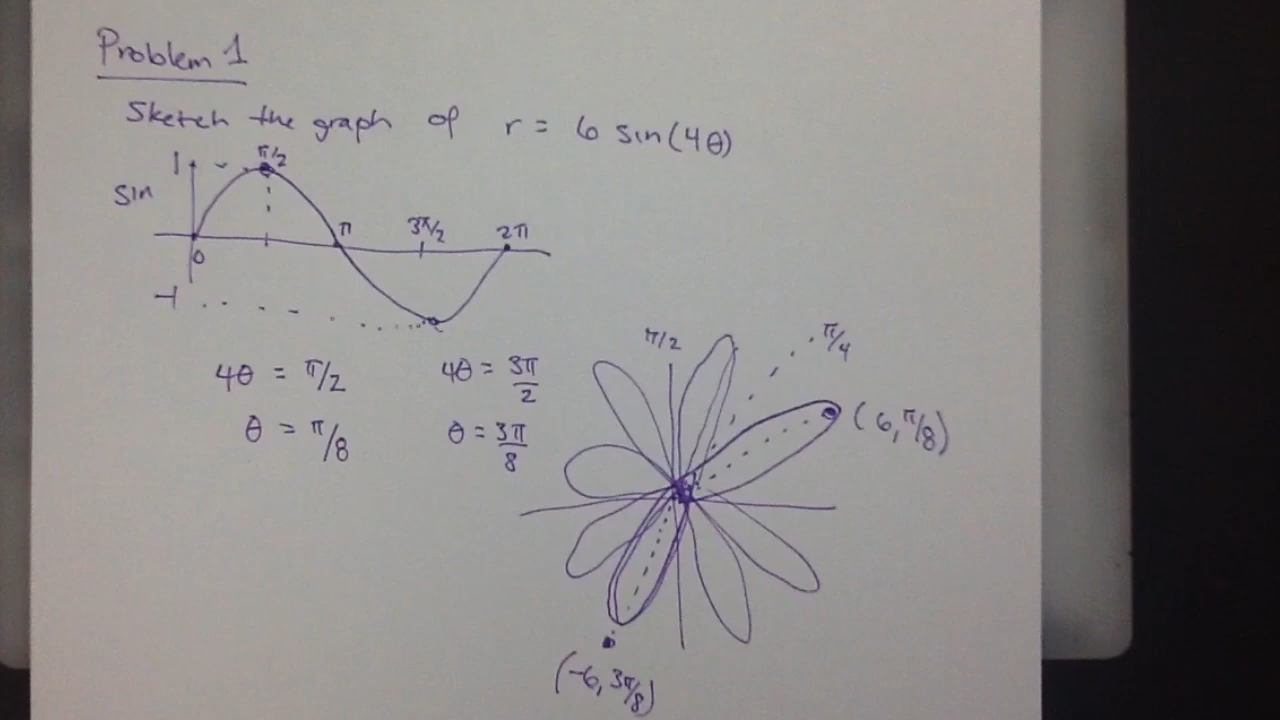 Problem 1
Sketch the graph of r = 6 sin(4θ)
1 π/2
sin
0 π 3π/2 2π
-1
4θ = π/2 4θ = 3π/2
θ = π/8 θ = 3π/8
π/2 π/4
(6, π/8)
(-6, 3π/8)